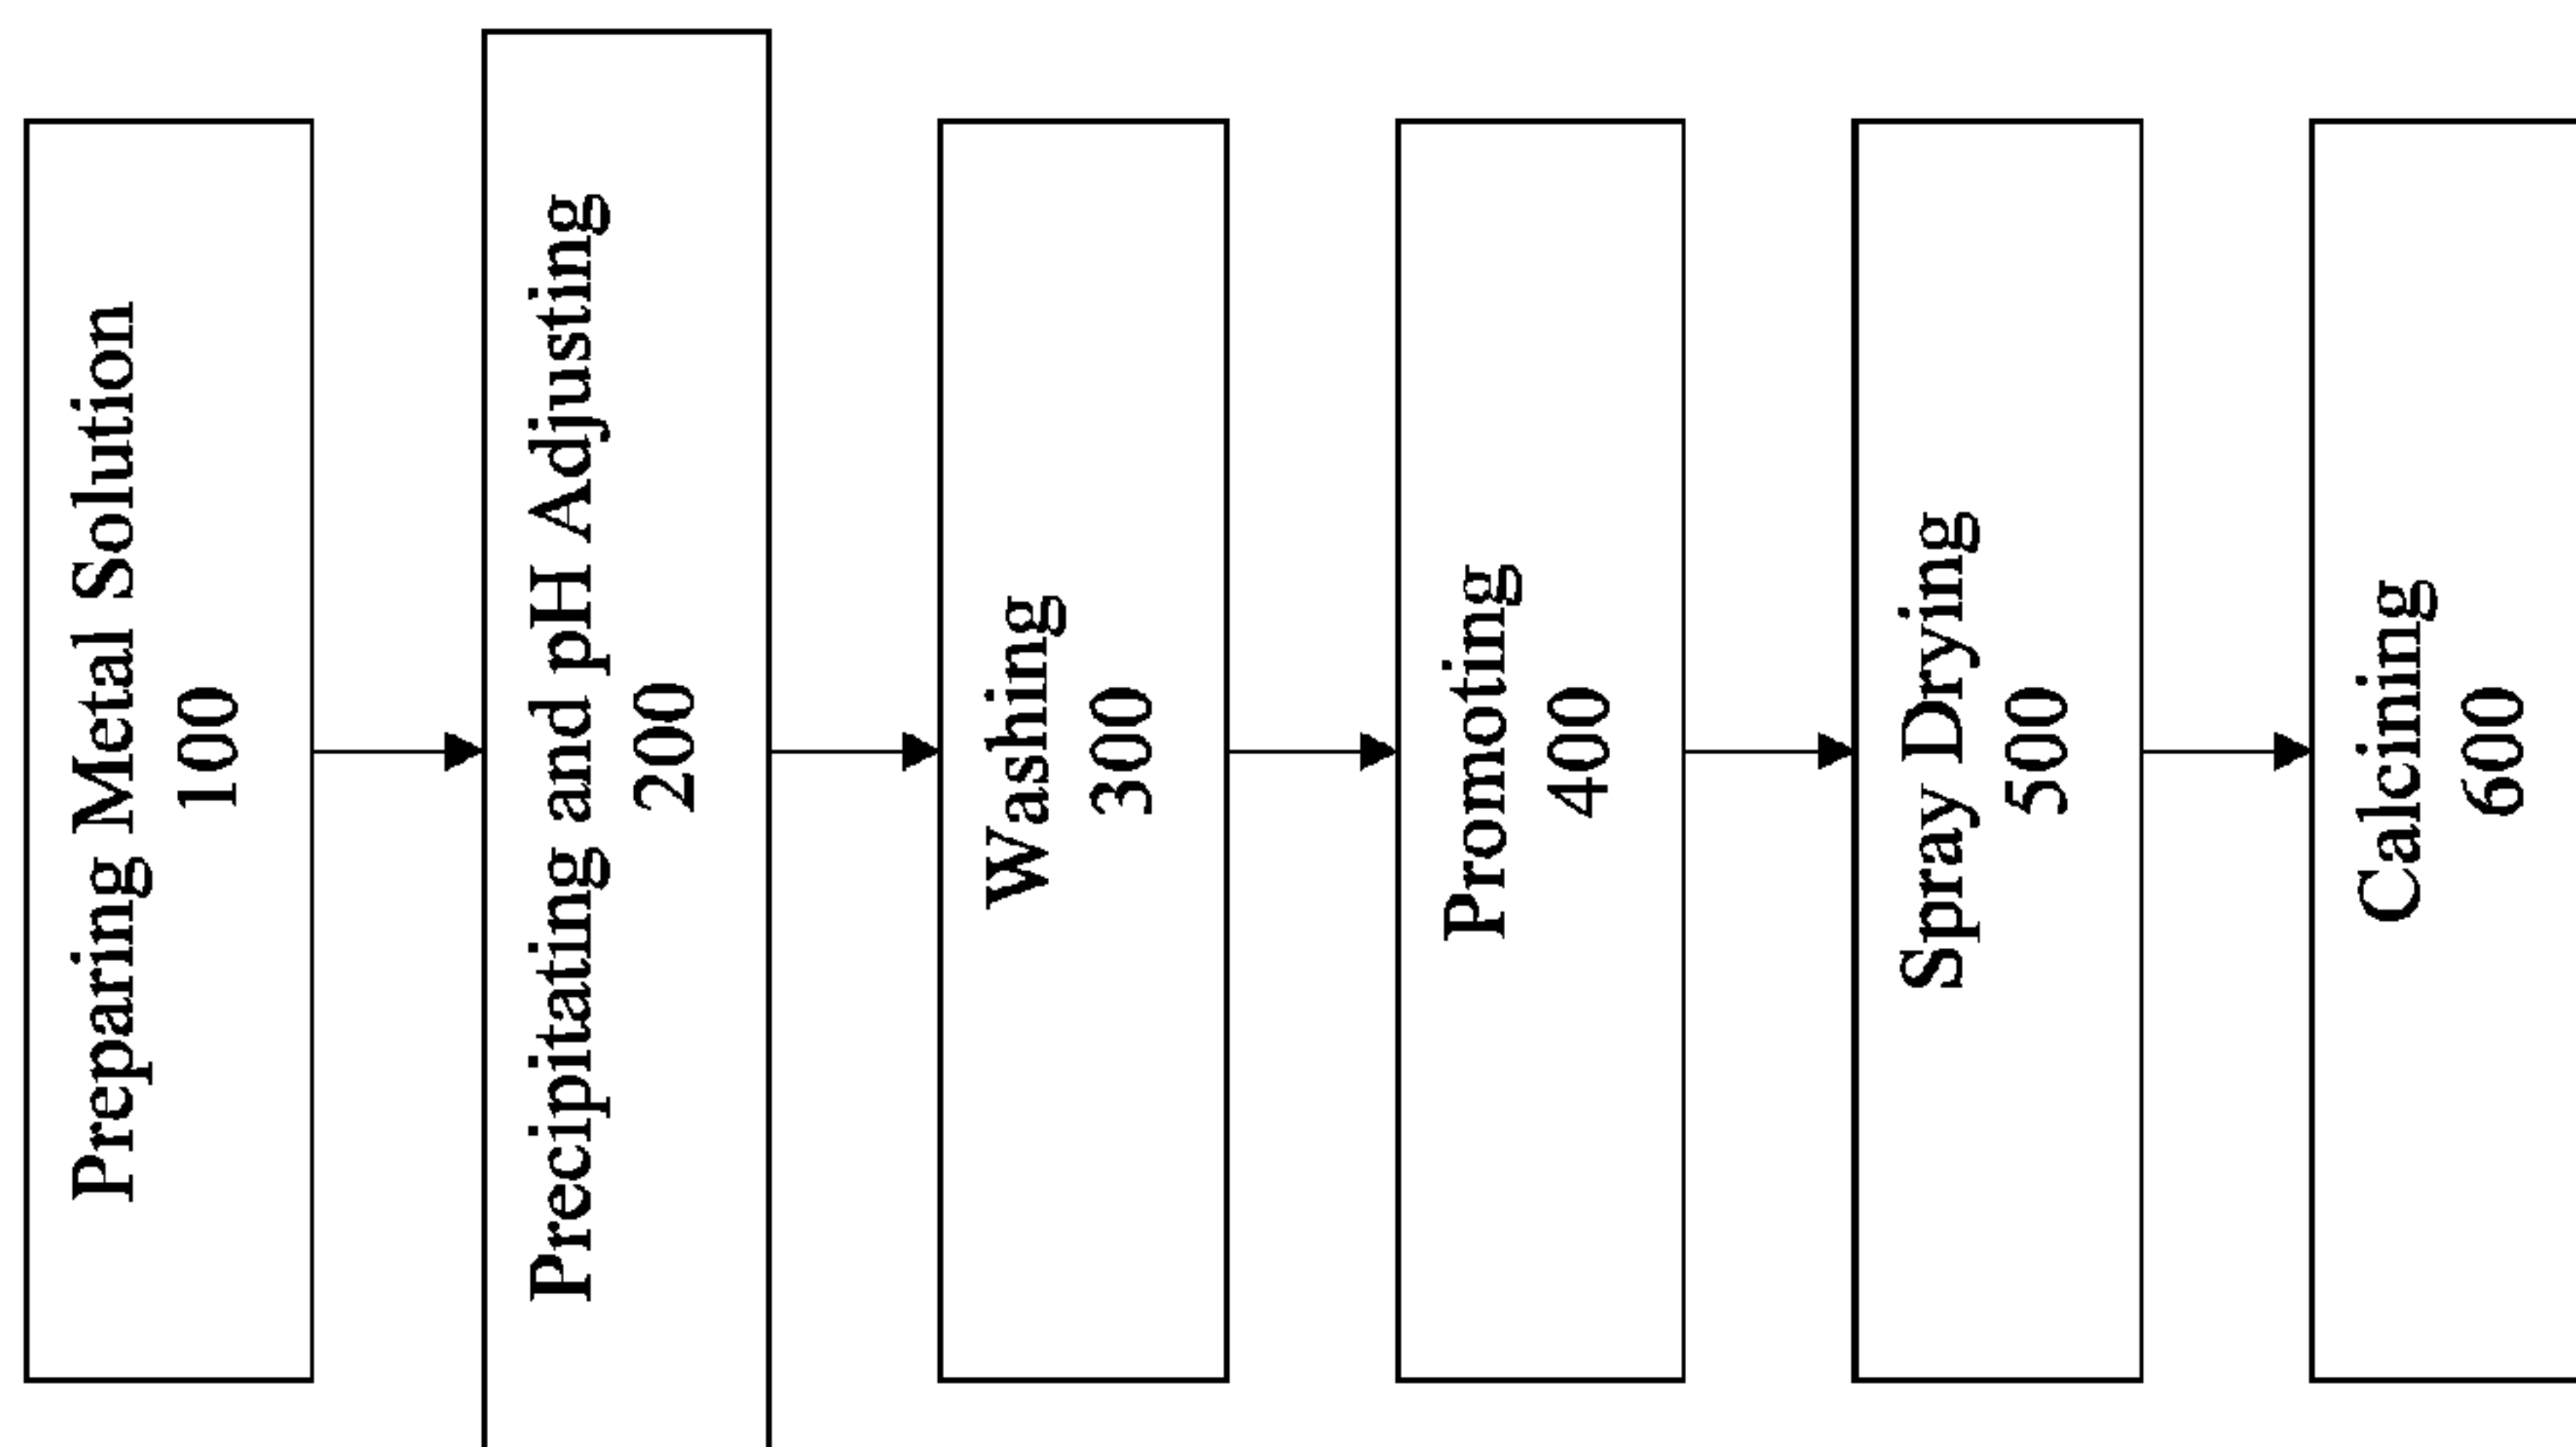 Preparing Metal Solution
100
Precipitating and pH Adjusting
200
Washing
300
Promoting
400
Spray Drying
500
Calcining
600